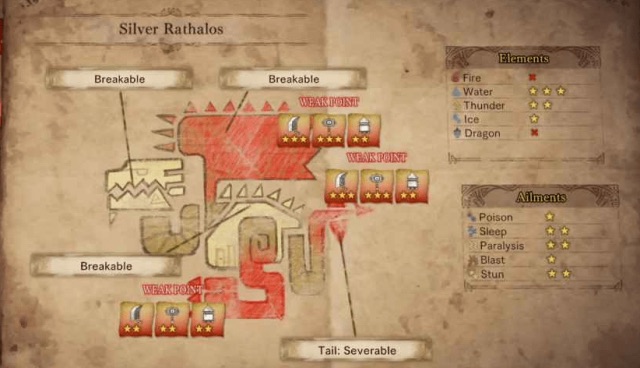 Silver Rathalos
Breakable
Breakable
WEAK POINT
WEAK POINT
Breakable
WEAK POINT
Tail: Severable
Elements
Fire
Water
Thunder
Ice
Dragon
Ailments
Poison
Sleep
Paralysis
Blast
Stun